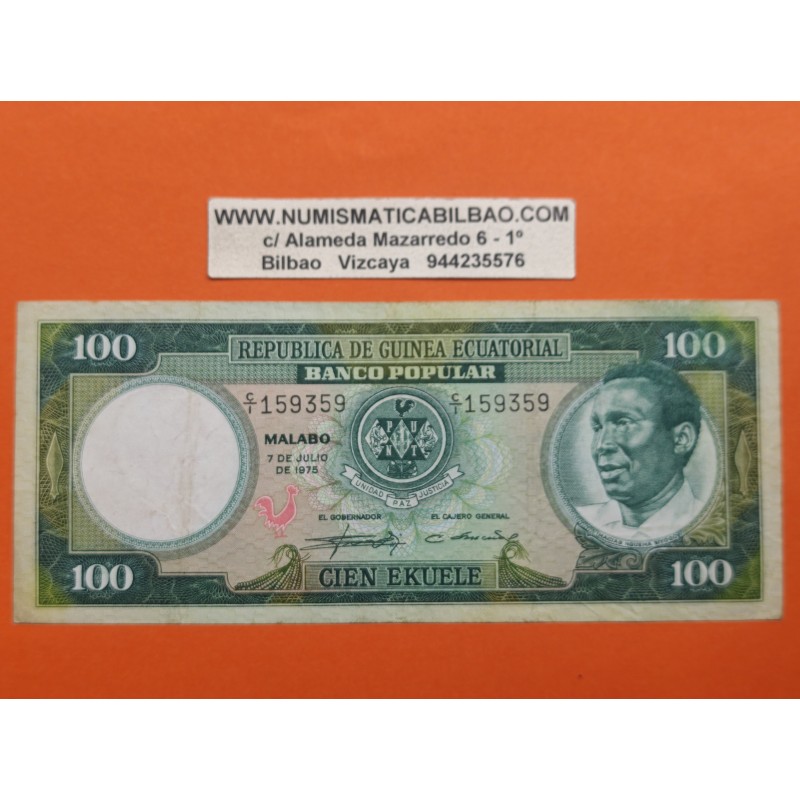 WWW.NUMISMATICABILBAO.COM
c/ Alameda Mazarredo 6 - 1º
Bilbao Vizcaya 944235576
100
100
REPUBLICA DE GUINEA ECUATORIAL
BANCO POPULAR
C/1 159359
C/1 159359
MALABO
7 DE JULIO
DE 1975
UNIDAD PAZ JUSTICIA
EL GOBERNADOR
EL CAJERO GENERAL
100
CIEN EKUELE
100